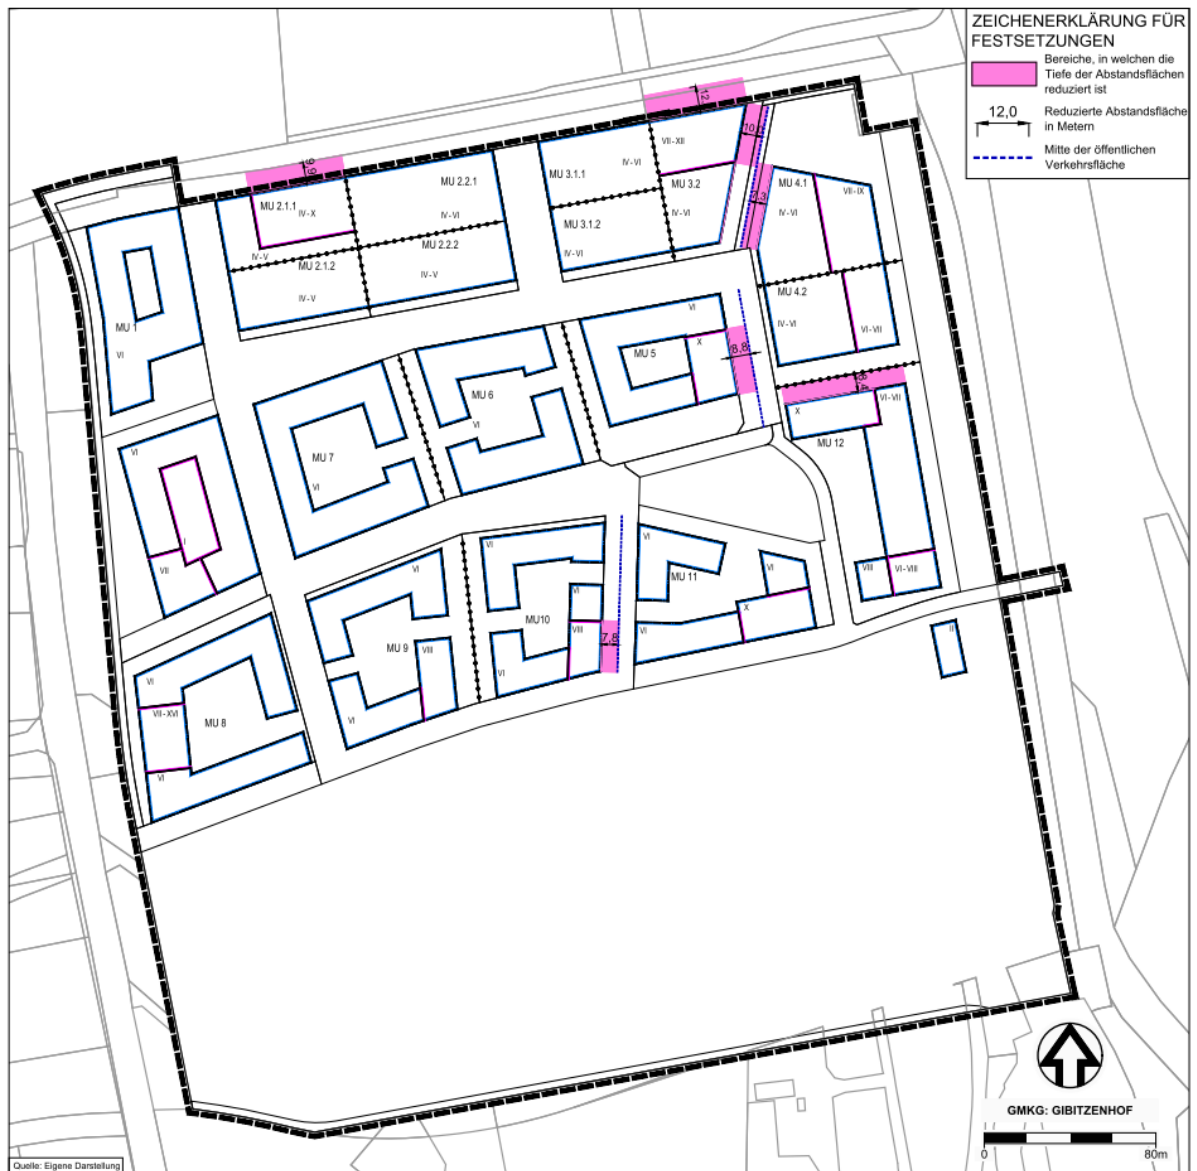 ZEICHENERKLÄRUNG FÜR
FESTSETZUNGEN
Bereiche, in welchen die
Tiefe der Abstandsflächen
reduziert ist
12,0
Reduzierte Abstandsfläche
in Metern
Mitte der öffentlichen
Verkehrsfläche
12
VII-XII
IV-VI
MU 3.1.1
MU 3.2
IV-VI
MU 3.1.2
IV-VI
MU 4.1
VII-IX
IV-VI
MU 2.2.1
IV-VI
MU 2.1.1
IV-X
IV-V
MU 2.2.2
IV-V
MU 2.1.2
IV-V
MU 4.2
IV-VI
VI-VII
MU 1
VI
VI
X
MU 5
8,8
MU 6
VI
MU 7
VI
X
VI-VII
MU 12
VI
I
VII
VI
VI
VI
VI
VI
MU 11
VIII
VI-VIII
MU10
VI
VIII
7,8
X
VI
VI
MU 9
VIII
VI
VI
VII-XVI
MU 8
VI
II
GMKG: GIBITZENHOF
0
80m
Quelle: Eigene Darstellung